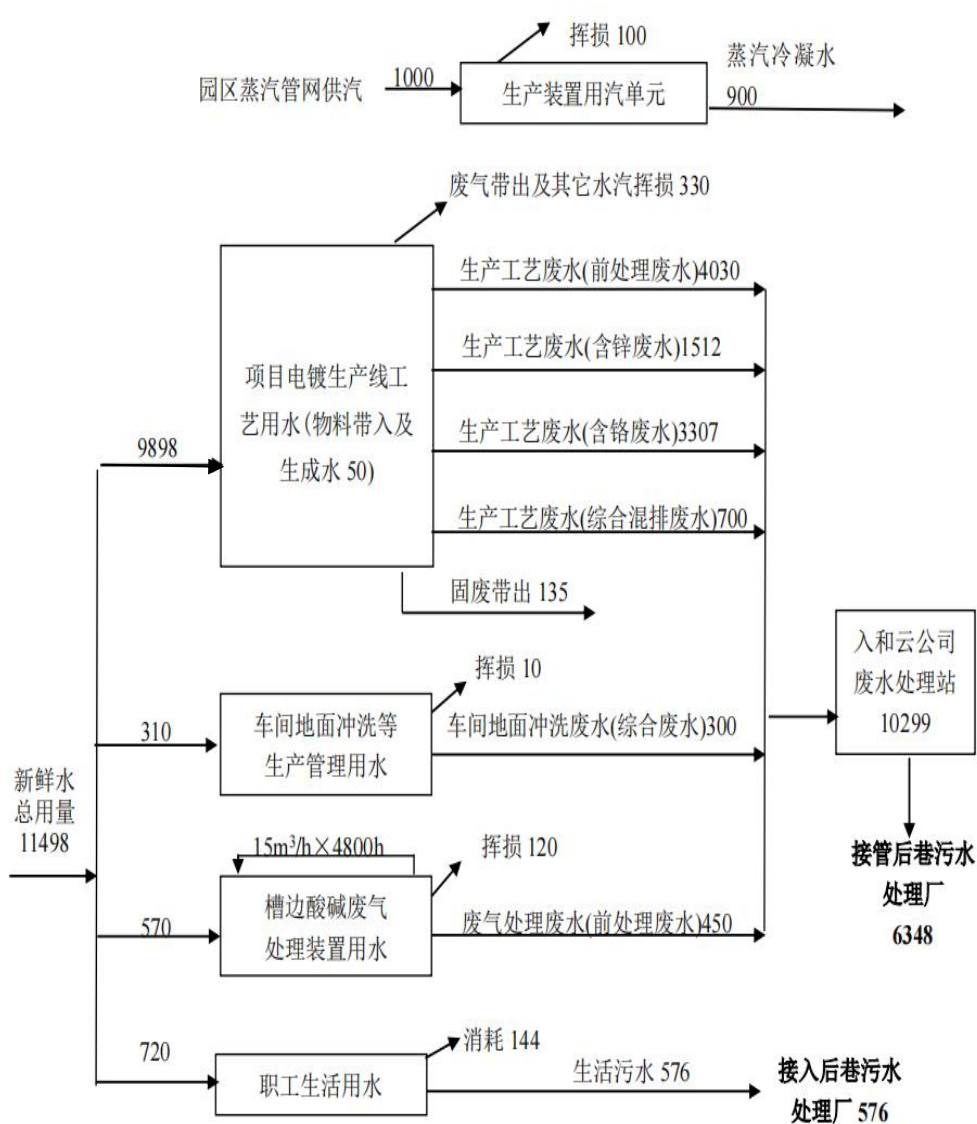 挥损 100
园区蒸汽管网供汽
1000
生产装置用汽单元
蒸汽冷凝水
900
废气带出及其它水汽挥损 330
生产工艺废水(前处理废水)4030
生产工艺废水(含锌废水)1512
项目电镀生产线工
艺用水(物料带入及
生成水 50)
9898
生产工艺废水(含铬废水)3307
生产工艺废水(综合混排废水)700
固废带出 135
入和云公司
废水处理站
10299
挥损 10
310
车间地面冲洗等
生产管理用水
车间地面冲洗废水(综合废水)300
新鲜水
总用量
11498
15m³/h×4800h
挥损 120
570
槽边酸碱废气
处理装置用水
废气处理废水(前处理废水)450
接管后巷污水
处理厂
6348
720
职工生活用水
消耗 144
生活污水 576
接入后巷污水
处理厂 576